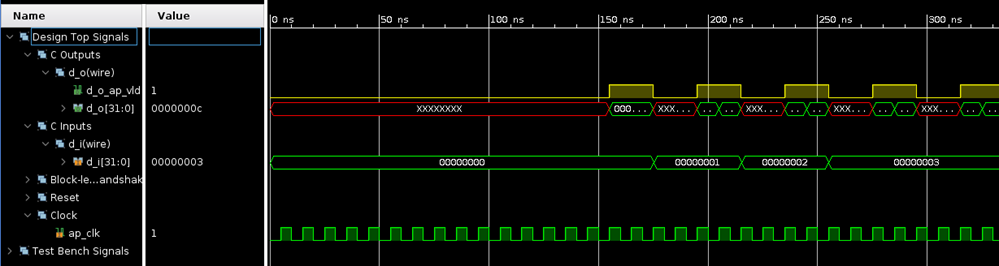 Name Value
0 ns 50 ns 100 ns 150 ns 200 ns 250 ns 300 ns
Design Top Signals
C Outputs
d_o(wire)
d_o_ap_vld 1
d_o[31:0] 0000000c XXXXXXXX 000... XXX... .. .. XXX... .. .. XXX... .. .. XXX... .. ..
C Inputs
d_i(wire)
d_i[31:0] 00000003 00000000 00000001 00000002 00000003
Block-le...andshak
Reset
Clock
ap_clk 1
Test Bench Signals